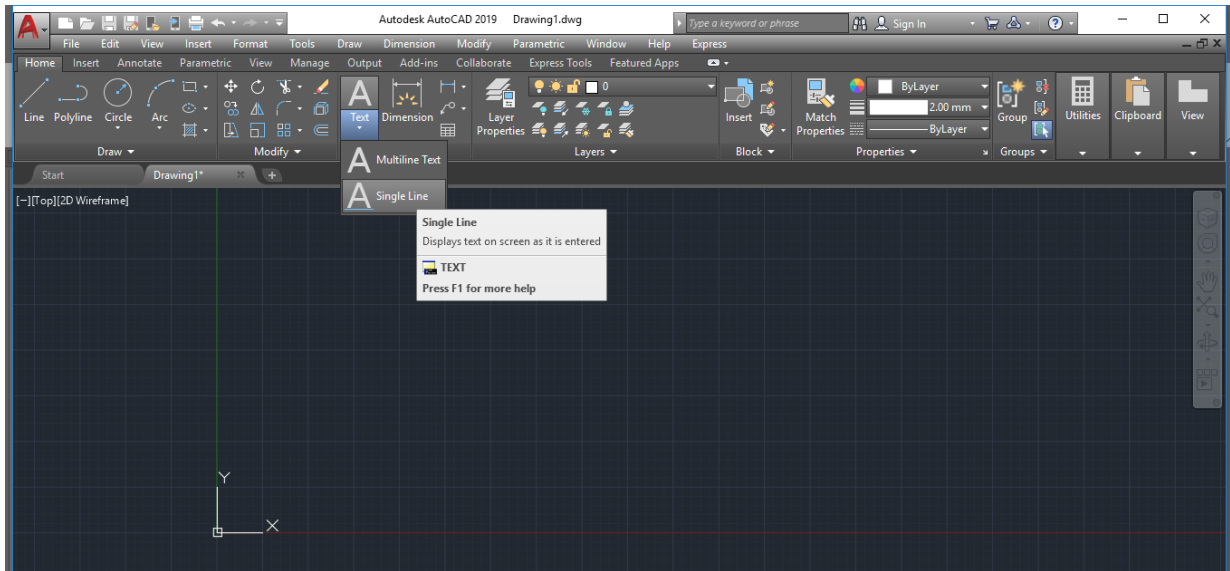 Autodesk AutoCAD 2019 Drawing1.dwg
Type a keyword or phrase
Sign In
File Edit View Insert Format Tools Draw Dimension Modify Parametric Window Help Express
Home Insert Annotate Parametric View Manage Output Add-ins Collaborate Express Tools Featured Apps
0
ByLayer
2.00 mm
ByLayer
Line Polyline Circle Arc
Text Dimension
Layer
Properties
Insert
Match
Properties
Group
Utilities
Clipboard
View
Draw
Modify
Layers
Block
Properties
Groups
Multiline Text
Single Line
Start
Drawing1*
[−][Top][2D Wireframe]
Single Line
Displays text on screen as it is entered
TEXT
Press F1 for more help
Y
X